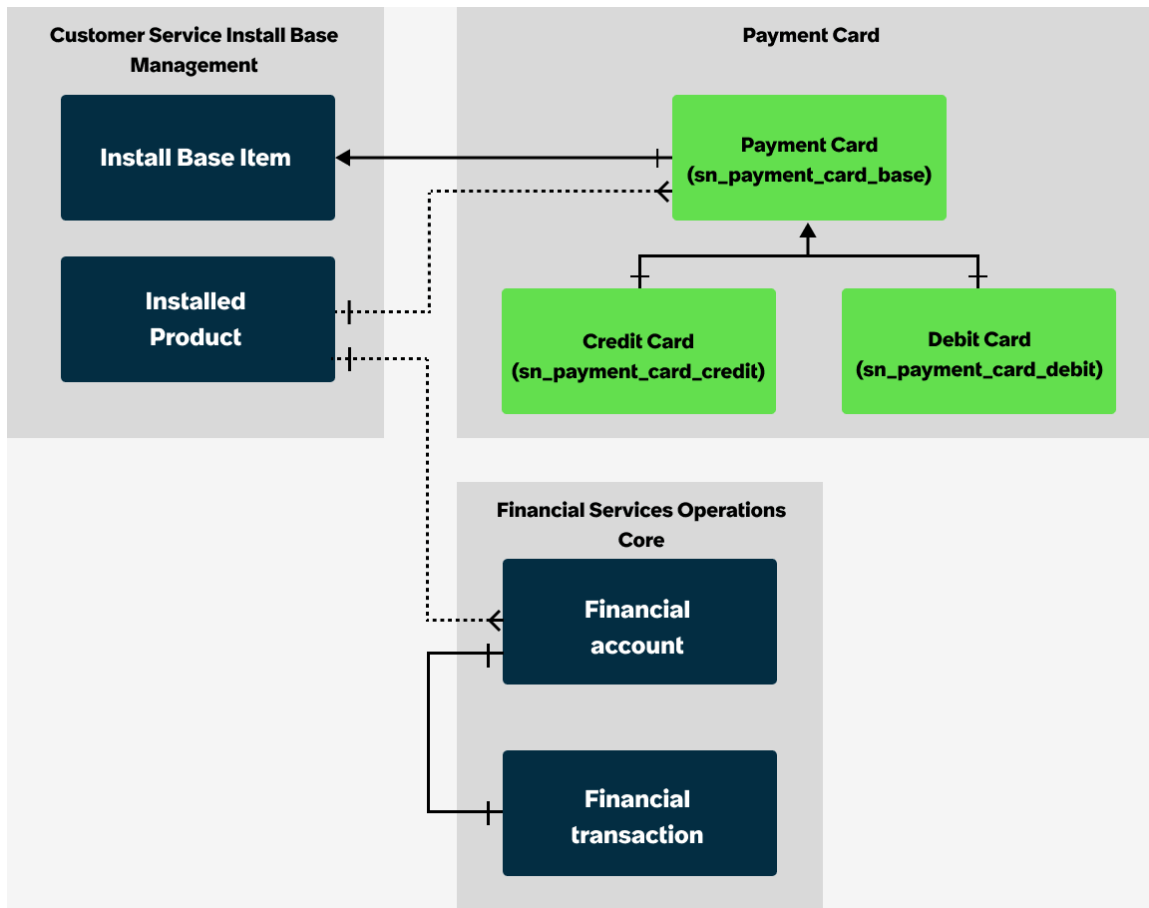 Customer Service Install Base
Management
Install Base Item
Installed
Product
Payment Card
Payment Card
(sn_payment_card_base)
Credit Card
(sn_payment_card_credit)
Debit Card
(sn_payment_card_debit)
Financial Services Operations
Core
Financial
account
Financial
transaction